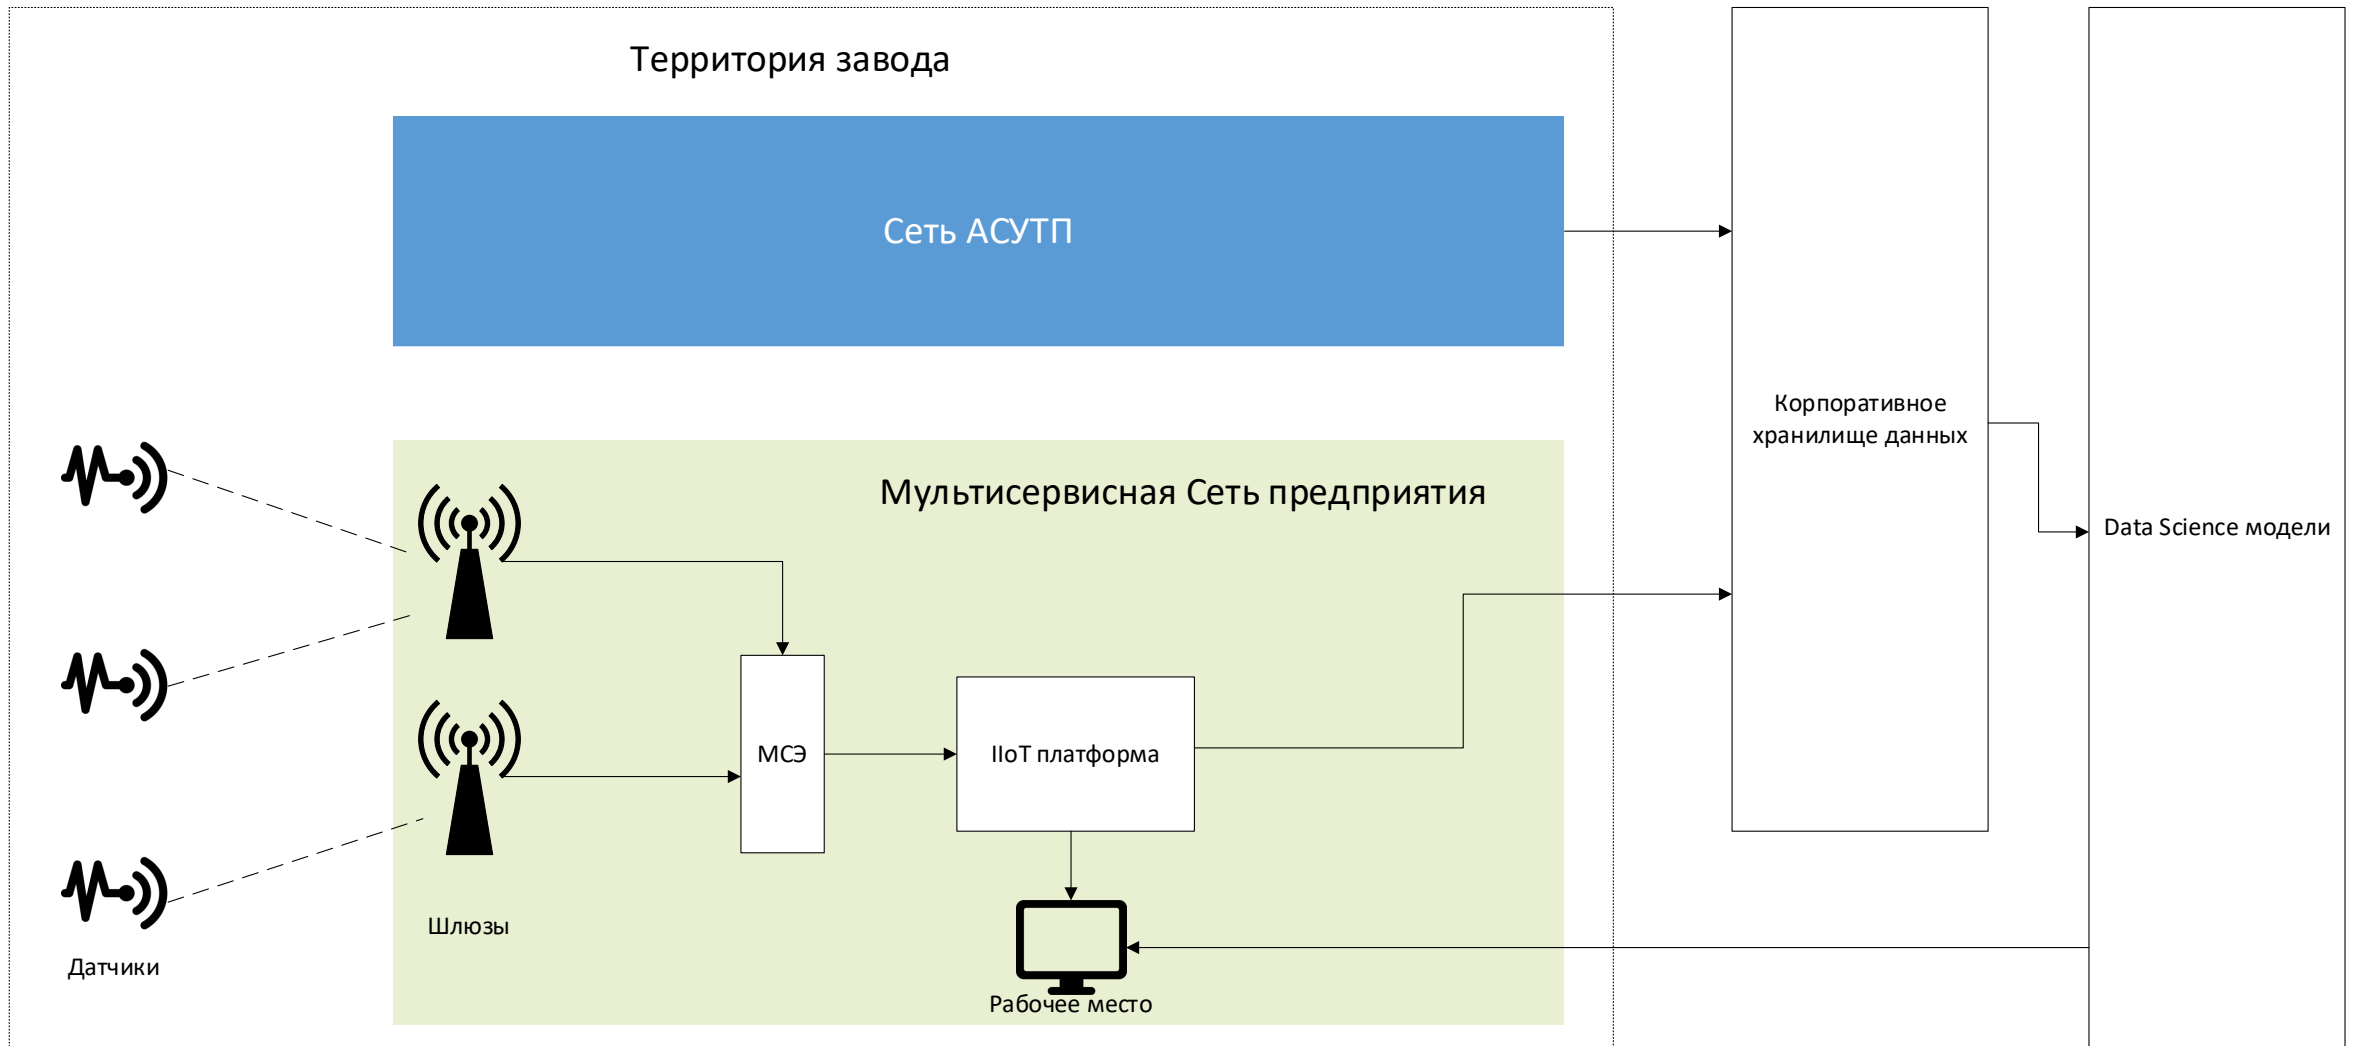 Территория завода
Сеть АСУТП
Корпоративное
хранилище данных
Data Science модели
Мультисервисная Сеть предприятия
МСЭ
IIoT платформа
Шлюзы
Датчики
Рабочее место